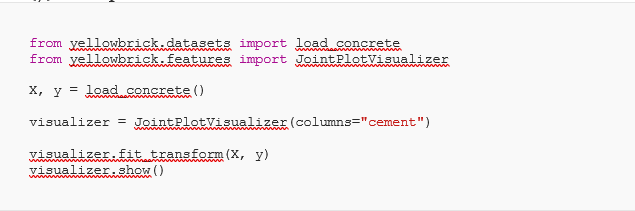 from yellowbrick.datasets import load_concrete
from yellowbrick.features import JointPlotVisualizer
X, y = load_concrete()
visualizer = JointPlotVisualizer(columns="cement")
visualizer.fit_transform(X, y)
visualizer.show()